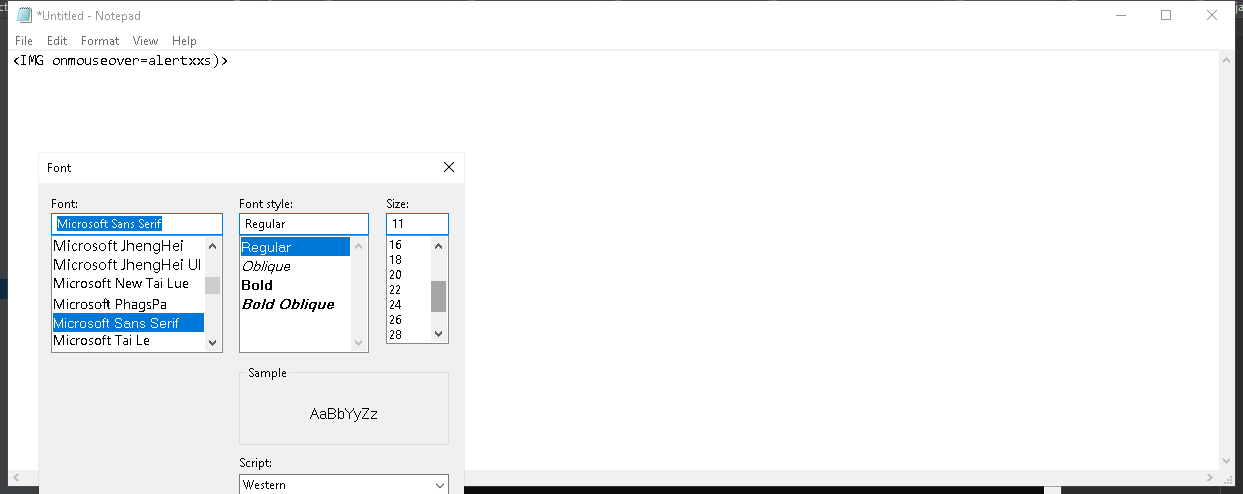 *Untitled - Notepad
File Edit Format View Help
<IMG onmouseover=alertxxs)>
Font
Font: Font style: Size:
Microsoft Sans Serif Regular 11
Microsoft JhengHei Regular 16
Microsoft JhengHei UI Oblique 18
Microsoft New Tai Lue Bold 20
Microsoft PhagsPa Bold Oblique 22
Microsoft Sans Serif 24
Microsoft Tai Le 26
28
Sample
AaBbYyZz
Script:
Western